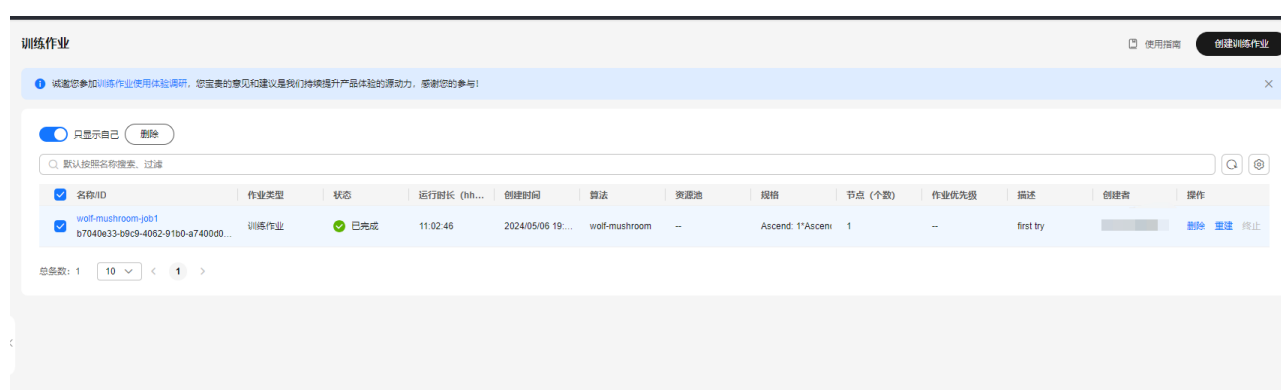 训练作业
使用指南
创建训练作业
诚邀您参加训练作业使用体验调研，您宝贵的意见和建议是我们持续提升产品体验的源动力，感谢您的参与！
只显示自己 删除
默认按照名称搜索、过滤
名称/ID 作业类型 状态 运行时长 (hh... 创建时间 算法 资源池 规格 节点 (个数) 作业优先级 描述 创建者 操作
wolf-mushroom-job1
b7040e33-b9c9-4062-91b0-a7400d0... 训练作业 已完成 11:02:46 2024/05/06 19:... wolf-mushroom -- Ascend: 1*Ascen 1 -- first try 删除 重建 终止
总条数: 1 10 < 1 >